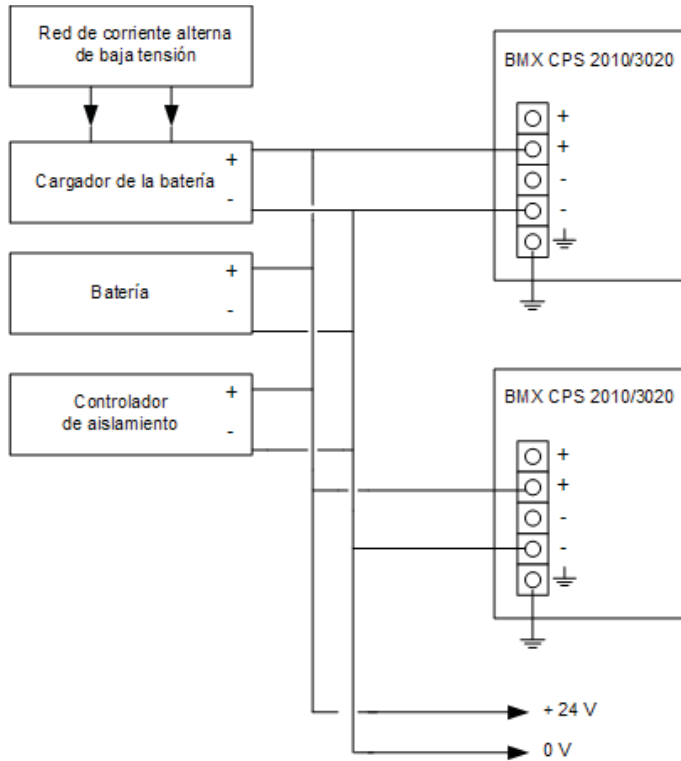 Red de corriente alterna
de baja tensión
Cargador de la batería
+
-
Batería
+
-
Controlador
de aislamiento
+
-
BMX CPS 2010/3020
+
+
-
-
BMX CPS 2010/3020
+
+
-
-
+ 24 V
0 V